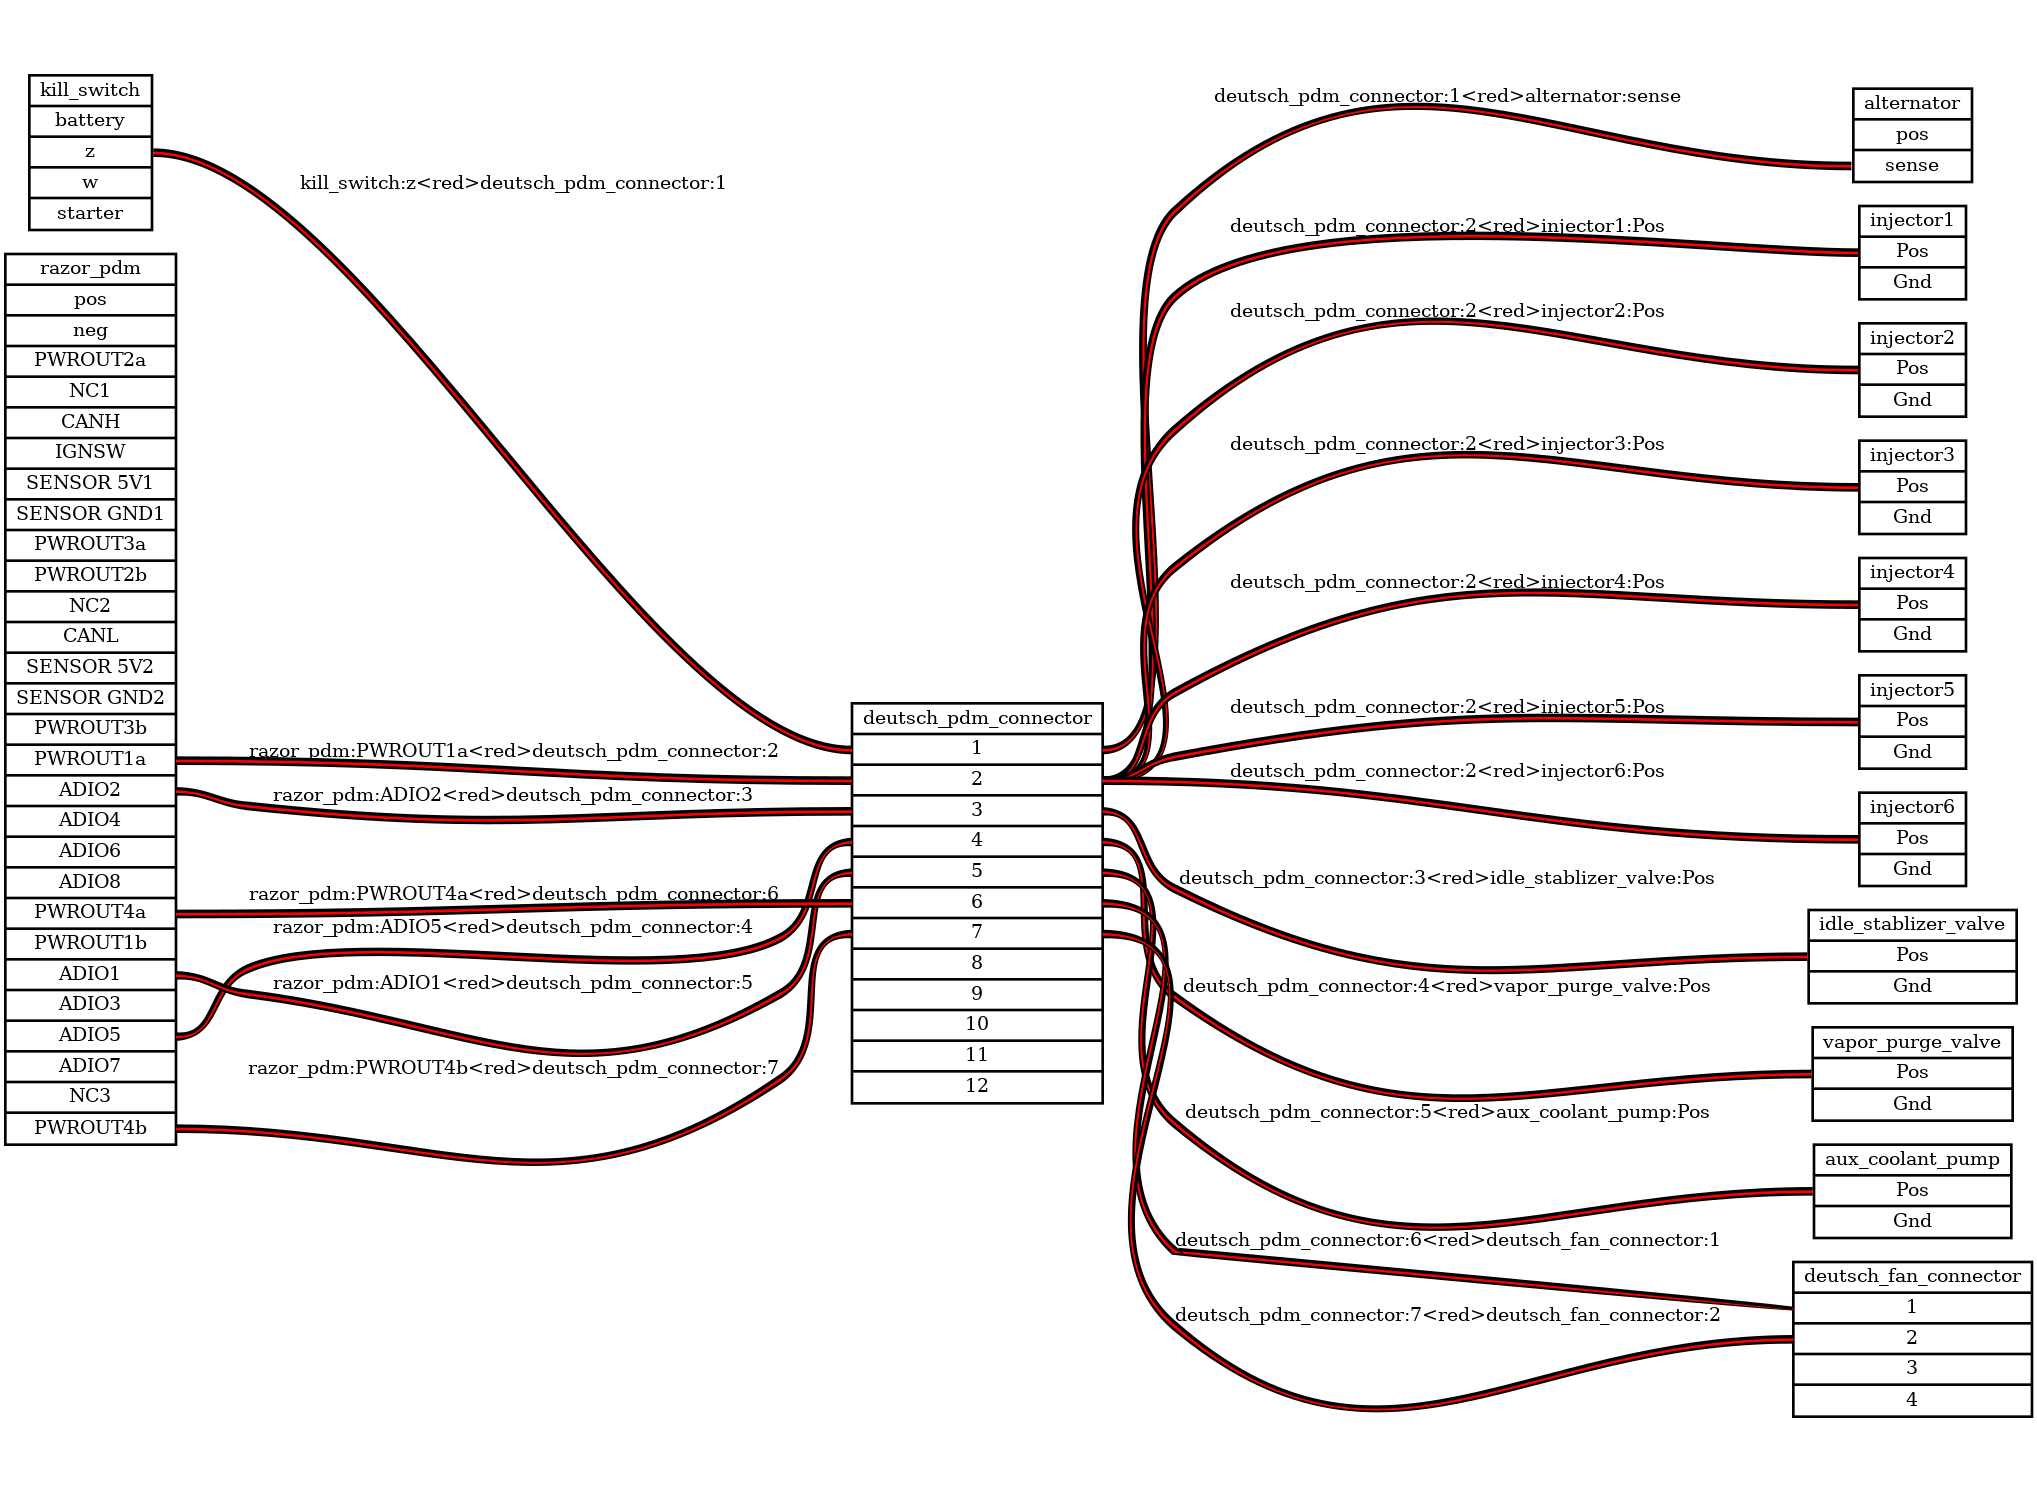 kill_switch
battery
z
w
starter
razor_pdm
pos
neg
PWROUT2a
NC1
CANH
IGNSW
SENSOR 5V1
SENSOR GND1
PWROUT3a
PWROUT2b
NC2
CANL
SENSOR 5V2
SENSOR GND2
PWROUT3b
PWROUT1a
ADIO2
ADIO4
ADIO6
ADIO8
PWROUT4a
PWROUT1b
ADIO1
ADIO3
ADIO5
ADIO7
NC3
PWROUT4b
kill_switch:z<red>deutsch_pdm_connector:1
razor_pdm:PWROUT1a<red>deutsch_pdm_connector:2
razor_pdm:ADIO2<red>deutsch_pdm_connector:3
razor_pdm:PWROUT4a<red>deutsch_pdm_connector:6
razor_pdm:ADIO5<red>deutsch_pdm_connector:4
razor_pdm:ADIO1<red>deutsch_pdm_connector:5
razor_pdm:PWROUT4b<red>deutsch_pdm_connector:7
deutsch_pdm_connector
1
2
3
4
5
6
7
8
9
10
11
12
deutsch_pdm_connector:1<red>alternator:sense
deutsch_pdm_connector:2<red>injector1:Pos
deutsch_pdm_connector:2<red>injector2:Pos
deutsch_pdm_connector:2<red>injector3:Pos
deutsch_pdm_connector:2<red>injector4:Pos
deutsch_pdm_connector:2<red>injector5:Pos
deutsch_pdm_connector:2<red>injector6:Pos
deutsch_pdm_connector:3<red>idle_stablizer_valve:Pos
deutsch_pdm_connector:4<red>vapor_purge_valve:Pos
deutsch_pdm_connector:5<red>aux_coolant_pump:Pos
deutsch_pdm_connector:6<red>deutsch_fan_connector:1
deutsch_pdm_connector:7<red>deutsch_fan_connector:2
alternator
pos
sense
injector1
Pos
Gnd
injector2
Pos
Gnd
injector3
Pos
Gnd
injector4
Pos
Gnd
injector5
Pos
Gnd
injector6
Pos
Gnd
idle_stablizer_valve
Pos
Gnd
vapor_purge_valve
Pos
Gnd
aux_coolant_pump
Pos
Gnd
deutsch_fan_connector
1
2
3
4